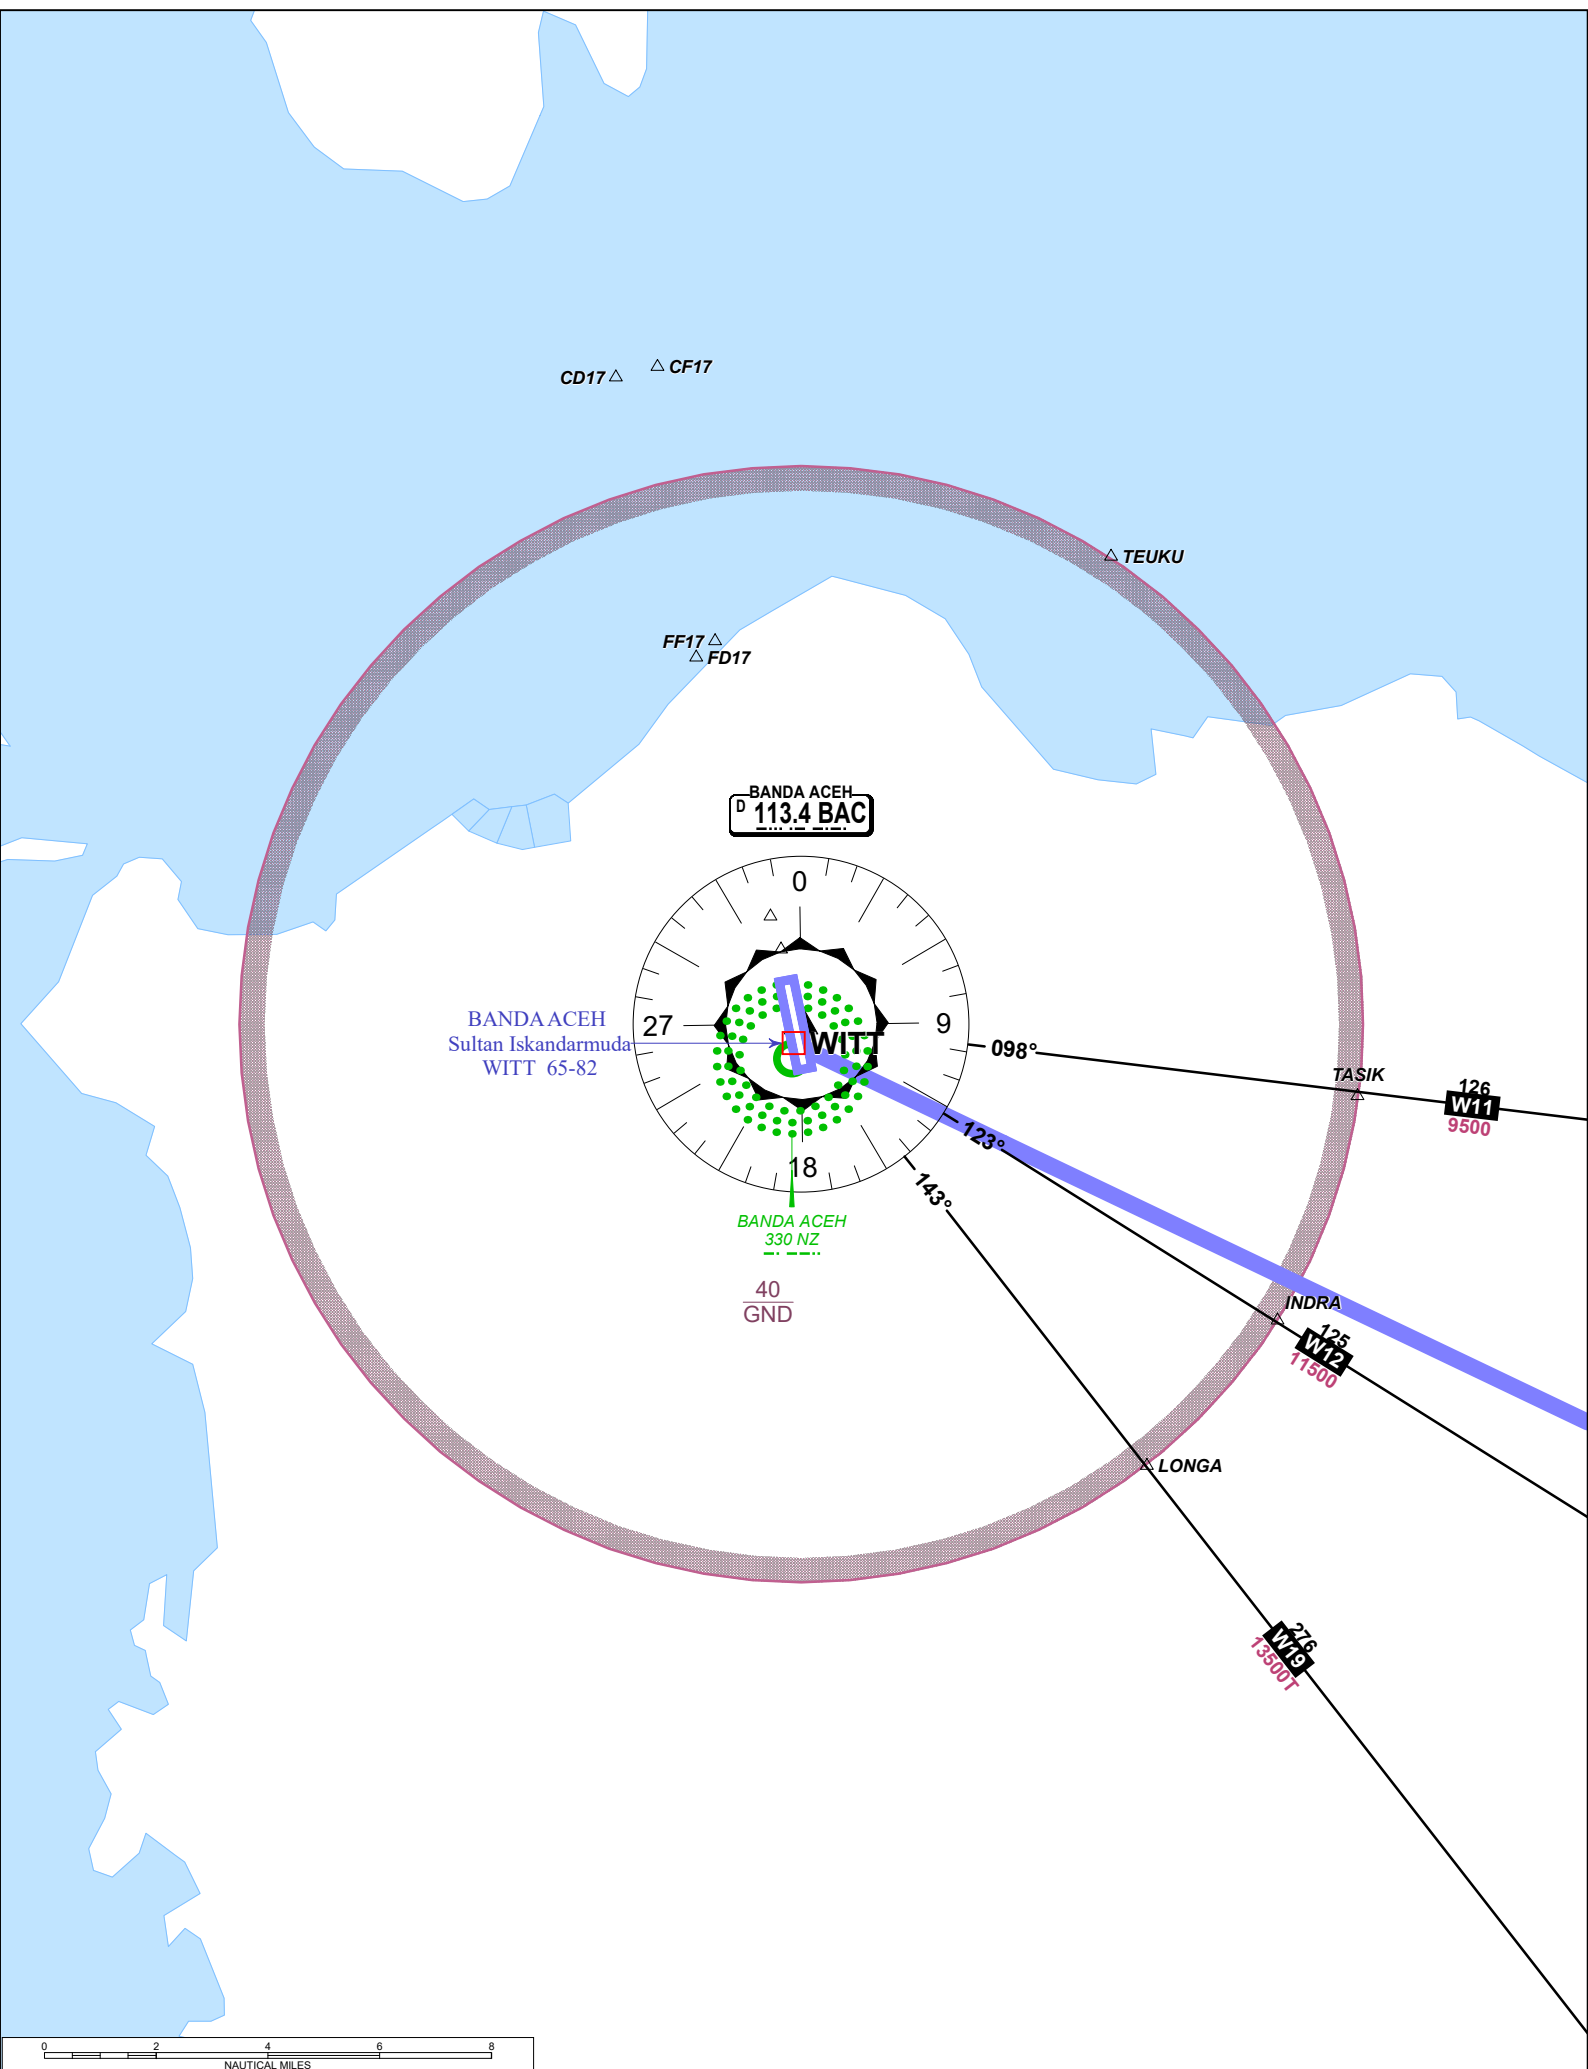 CD17
CF17
TEUKU
FF17
FD17
BANDA ACEH
D 113.4 BAC
0
27
9
18
BANDA ACEH
Sultan Iskandarmuda
WITT 65-82
WITT
098°
TASIK
126
W11
9500
123°
143°
BANDA ACEH
330 NZ
40
GND
INDRA
125
W12
11500
LONGA
276
W19
13500T
0 2 4 6 8
NAUTICAL MILES